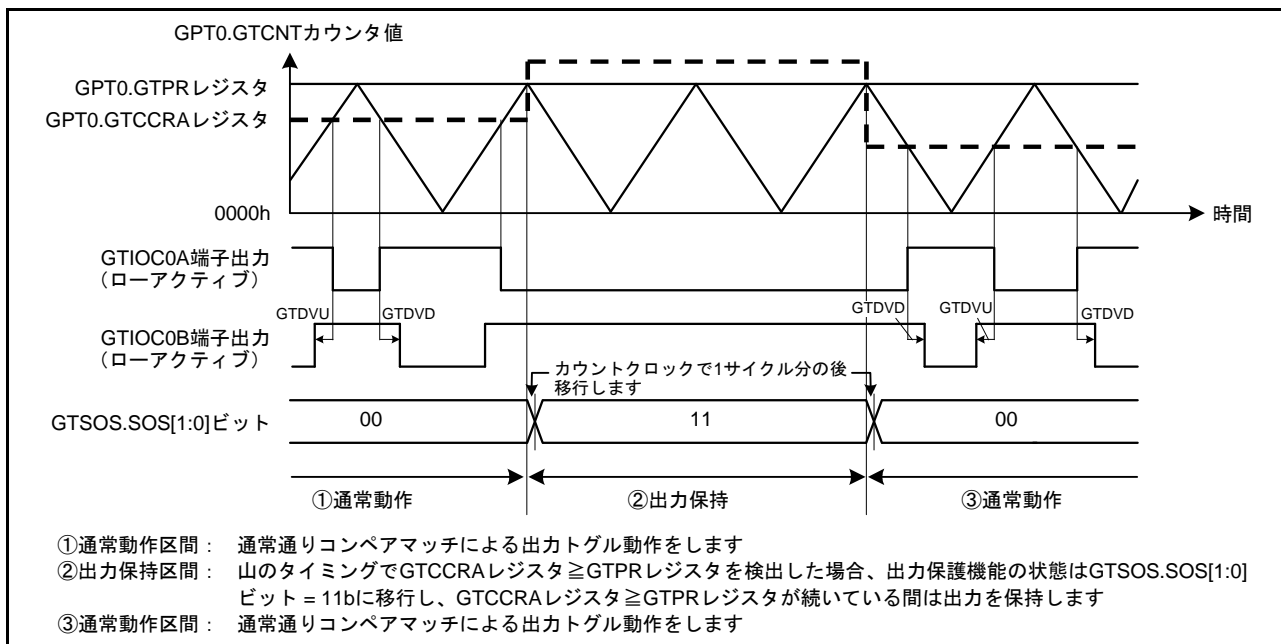 GPT0.GTCNTカウンタ値
GPT0.GTPRレジスタ
GPT0.GTCCRAレジスタ
0000h
時間
GTIOC0A端子出力
（ローアクティブ）
GTDVU
GTDVD
GTDVD
GTDVU
GTDVD
GTIOC0B端子出力
（ローアクティブ）
カウントクロックで1サイクル分の後
移行します
GTSOS.SOS[1:0]ビット
00
11
00
①通常動作
②出力保持
③通常動作
①通常動作区間： 通常通りコンペアマッチによる出力トグル動作をします
②出力保持区間： 山のタイミングでGTCCRAレジスタ≧GTPRレジスタを検出した場合、出力保護機能の状態はGTSOS.SOS[1:0]
ビット = 11bに移行し、GTCCRAレジスタ≧GTPRレジスタが続いている間は出力を保持します
③通常動作区間： 通常通りコンペアマッチによる出力トグル動作をします